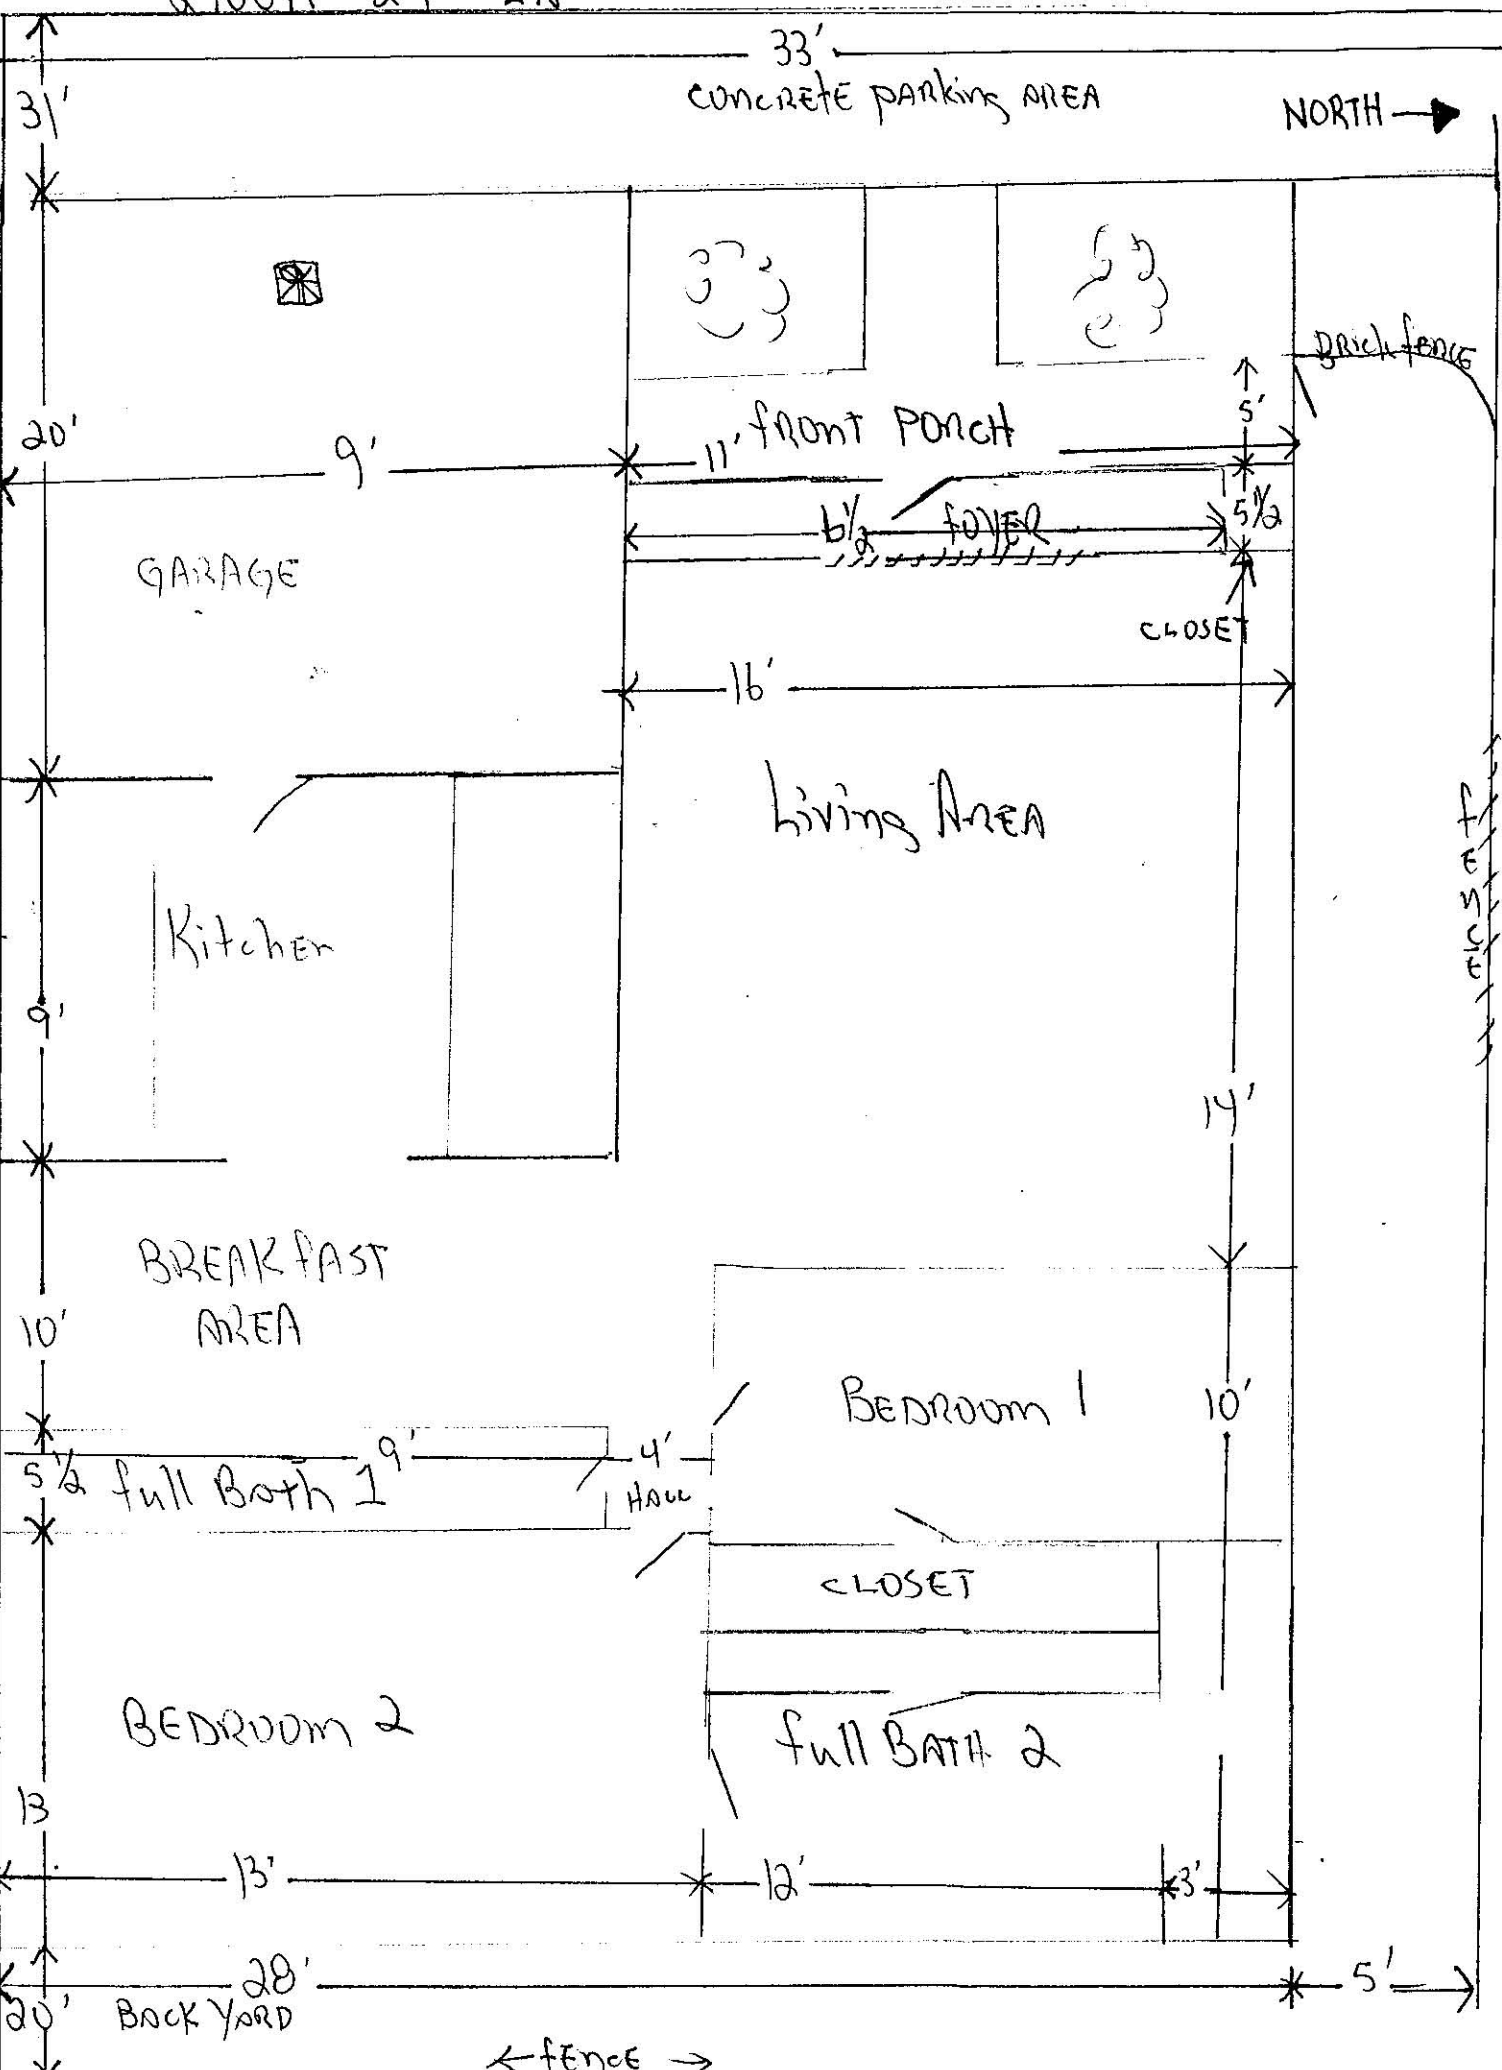 33'
CONCRETE PARKING AREA
31'
NORTH
BRICK FENCE
20'
9'
11'
FRONT PORCH
5'
6½
FOYER
5½
GARAGE
CLOSET
16'
Living AREA
FENCE
Kitchen
9'
14'
BREAKFAST
AREA
10'
BEDROOM 1
10'
9'
4'
5½
full Bath 1
HALL
CLOSET
BEDROOM 2
full BATH 2
13
13'
12'
3'
28'
5'
20'
BACK YARD
FENCE